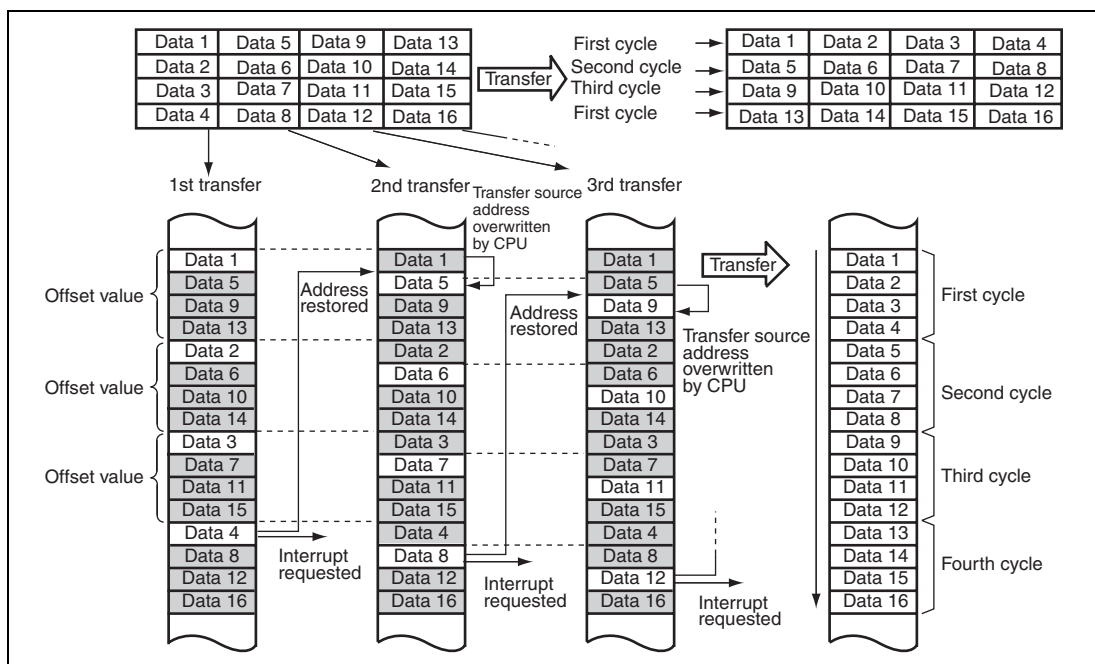 Data 1 Data 5 Data 9 Data 13
Data 2 Data 6 Data 10 Data 14
Data 3 Data 7 Data 11 Data 15
Data 4 Data 8 Data 12 Data 16
Transfer
First cycle
Second cycle
Third cycle
First cycle
Data 1 Data 2 Data 3 Data 4
Data 5 Data 6 Data 7 Data 8
Data 9 Data 10 Data 11 Data 12
Data 13 Data 14 Data 15 Data 16
1st transfer
Offset value
Offset value
Offset value
Data 1
Data 5
Data 9
Data 13
Data 2
Data 6
Data 10
Data 14
Data 3
Data 7
Data 11
Data 15
Data 4
Data 8
Data 12
Data 16
Address
restored
Interrupt
requested
2nd transfer
Transfer source
address
overwritten
by CPU
Data 1
Data 5
Data 9
Data 13
Data 2
Data 6
Data 10
Data 14
Data 3
Data 7
Data 11
Data 15
Data 4
Data 8
Data 12
Data 16
Address
restored
Interrupt
requested
3rd transfer
Data 1
Data 5
Data 9
Data 13
Data 2
Data 6
Data 10
Data 14
Data 3
Data 7
Data 11
Data 15
Data 4
Data 8
Data 12
Data 16
Transfer
Transfer source
address
overwritten
by CPU
Interrupt
requested
Data 1
Data 2
Data 3
Data 4
Data 5
Data 6
Data 7
Data 8
Data 9
Data 10
Data 11
Data 12
Data 13
Data 14
Data 15
Data 16
First cycle
Second cycle
Third cycle
Fourth cycle